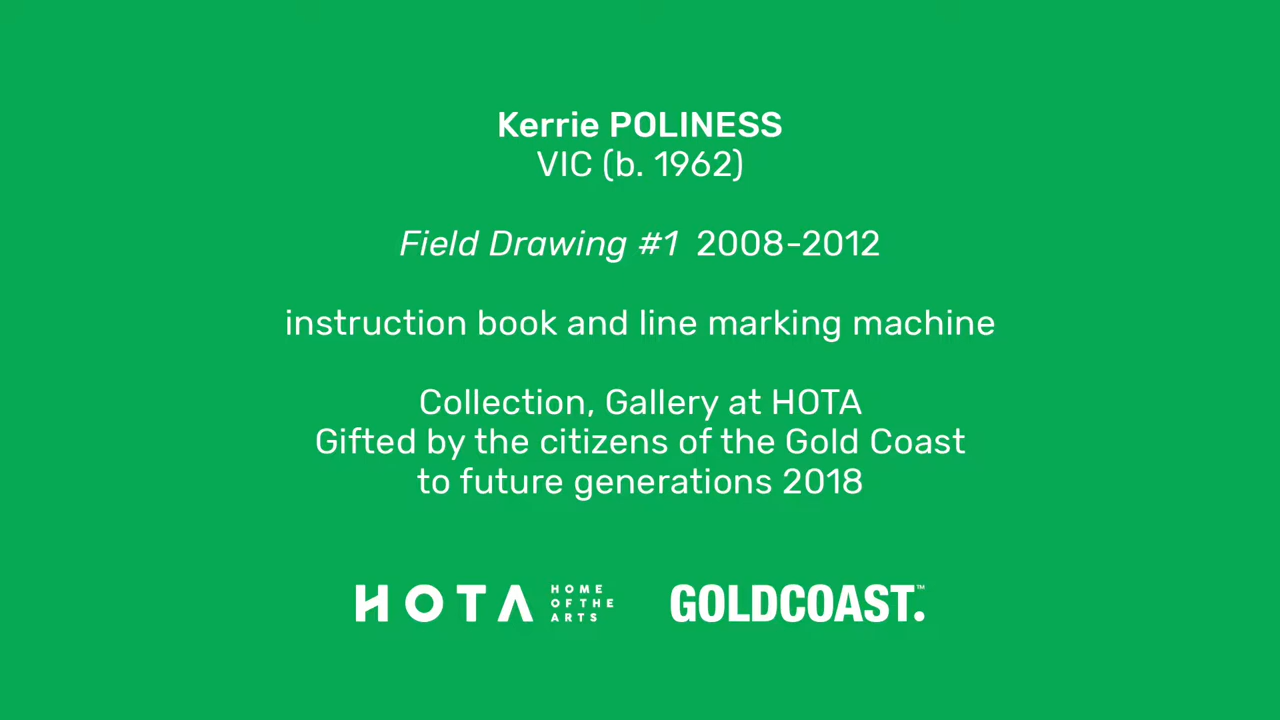 Kerrie POLINESS
VIC (b. 1962)
Field Drawing #1 2008-2012
instruction book and line marking machine
Collection, Gallery at HOTA
Gifted by the citizens of the Gold Coast
to future generations 2018
HOTA HOME OF THE ARTS
GOLDCOAST.™